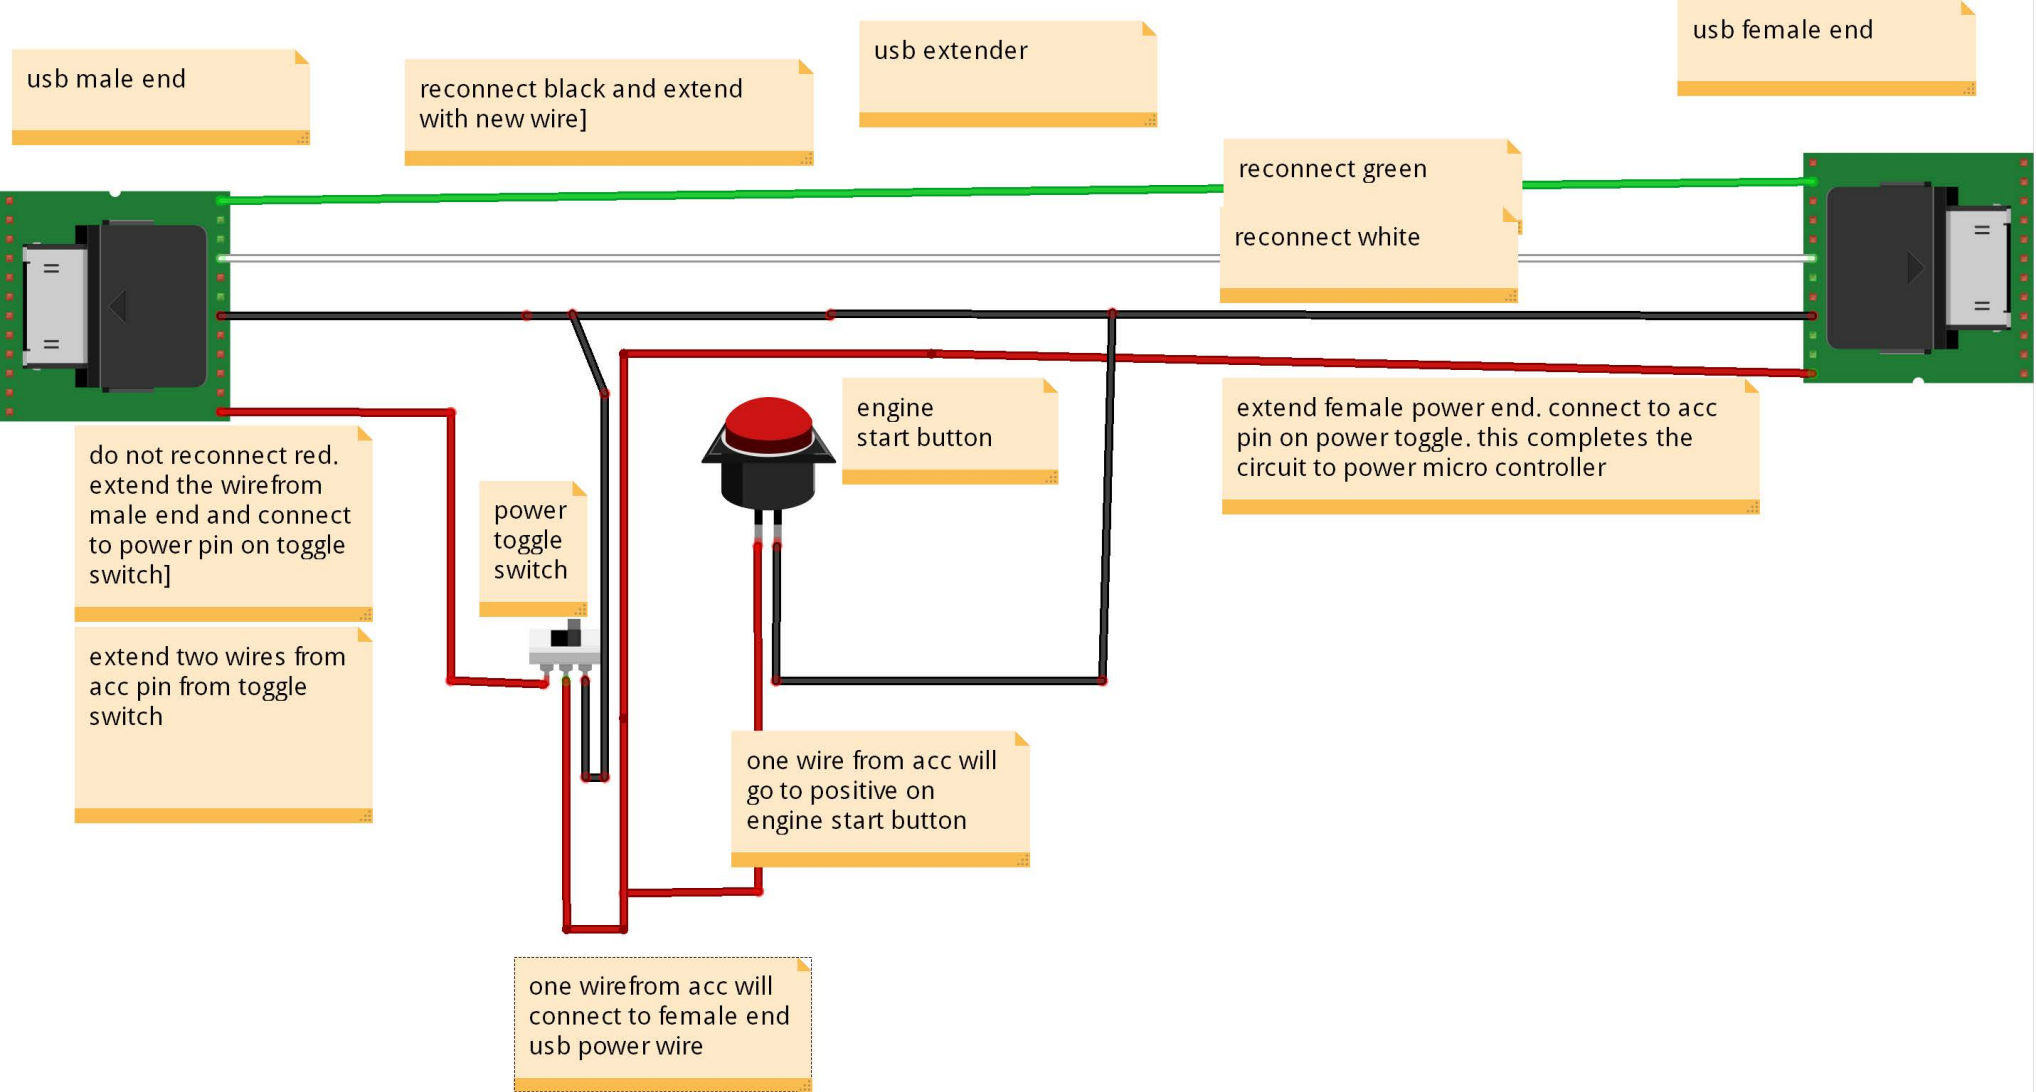 usb male end
reconnect black and extend
with new wire]
usb extender
usb female end
reconnect green
reconnect white
do not reconnect red.
extend the wirefrom
male end and connect
to power pin on toggle
switch]
extend two wires from
acc pin from toggle
switch
power
toggle
switch
engine
start button
extend female power end. connect to acc
pin on power toggle. this completes the
circuit to power micro controller
one wire from acc will
go to positive on
engine start button
one wirefrom acc will
connect to female end
usb power wire